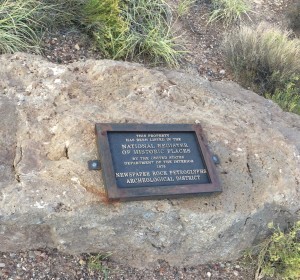 THIS PROPERTY
HAS BEEN LISTED IN THE
NATIONAL REGISTER
OF HISTORIC PLACES
BY THE UNITED STATES
DEPARTMENT OF THE INTERIOR
NEWSPAPER ROCK PETROGLYPHS
ARCHEOLOGICAL DISTRICT